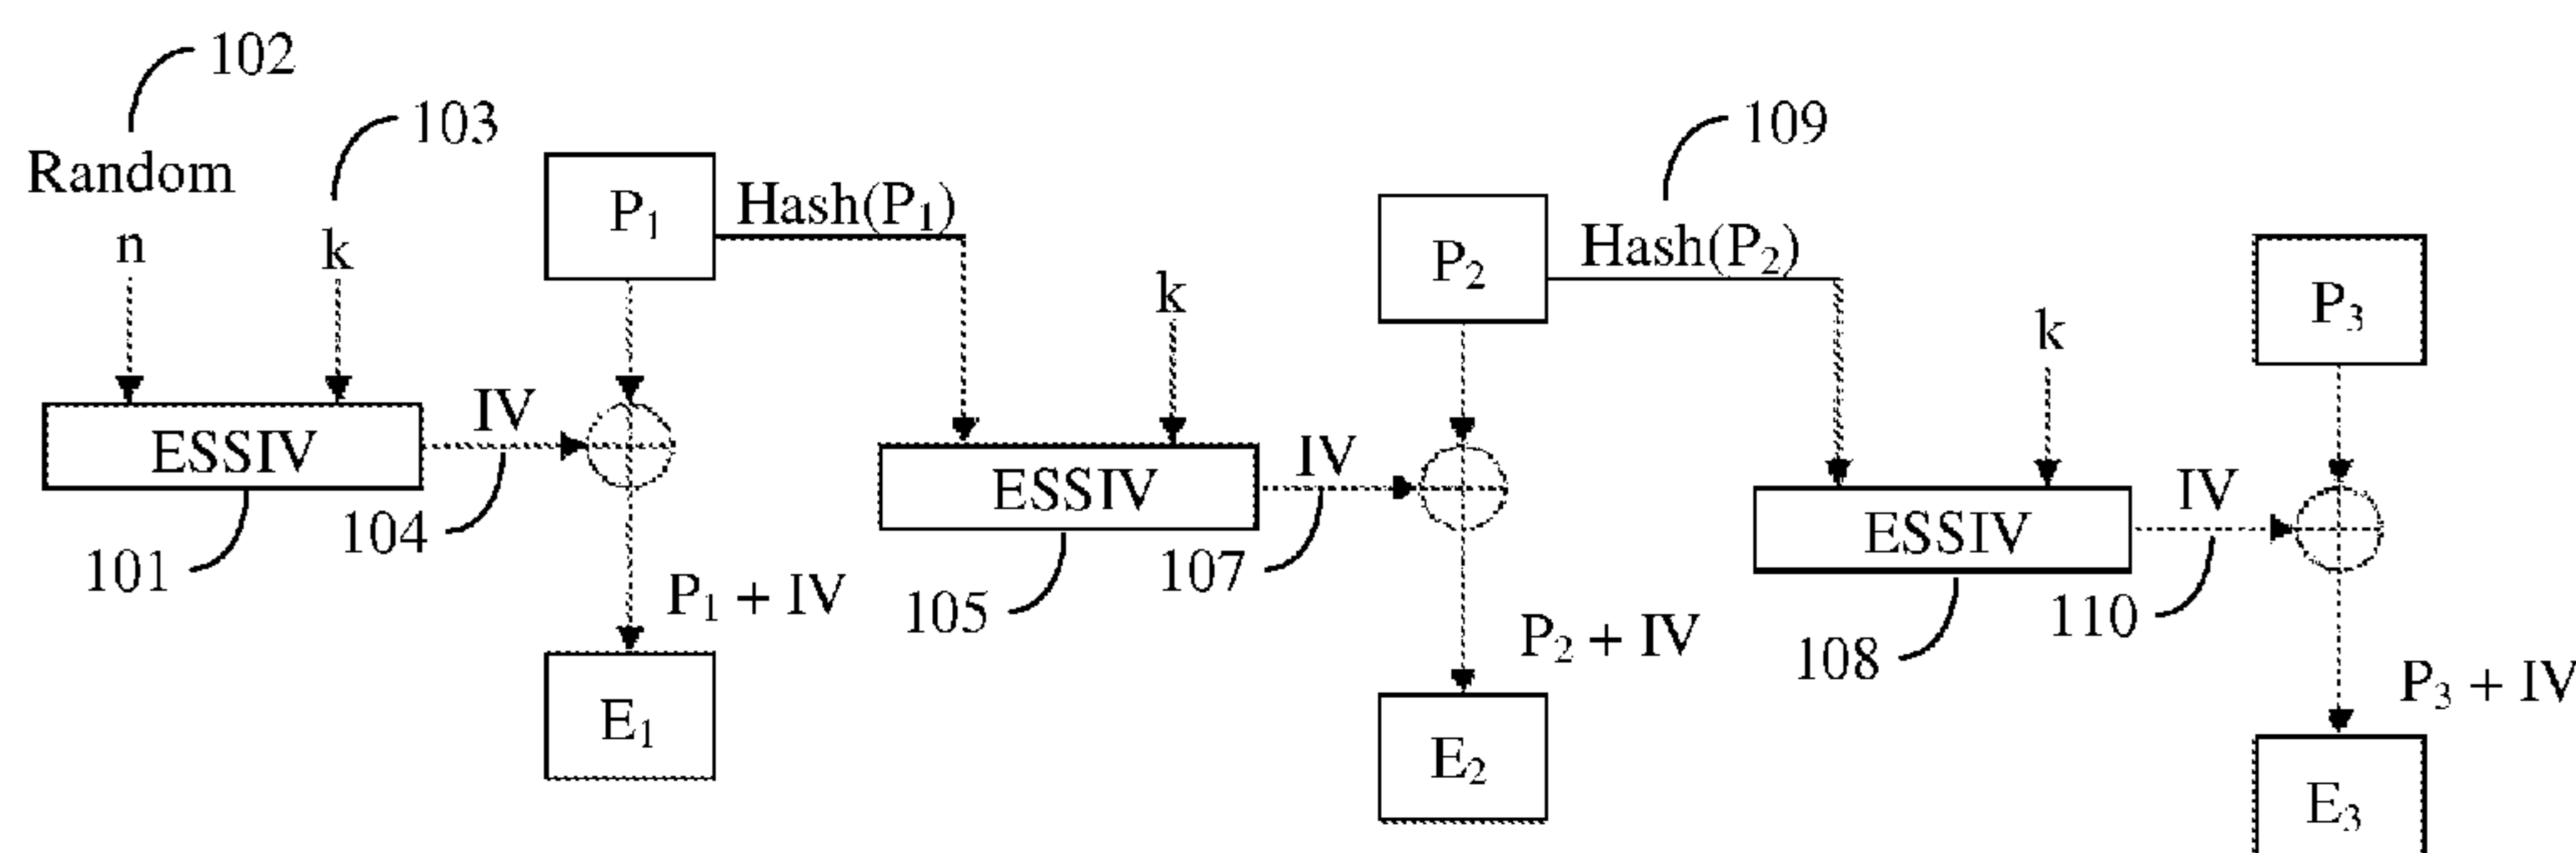 102
103
109
Random
n
k
P₁
Hash(P₁)
k
P₂
Hash(P₂)
k
P₃
ESSIV
IV
ESSIV
IV
ESSIV
IV
101
104
P₁ + IV
105
107
P₂ + IV
108
110
P₃ + IV
E₁
E₂
E₃